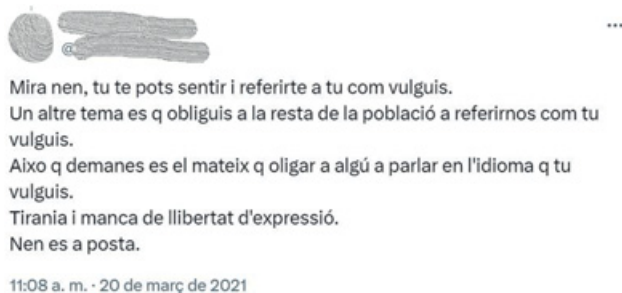 @
Mira nen, tu te pots sentir i referirte a tu com vulguis.
Un altre tema es q obliguis a la resta de la població a referirnos com tu
vulguis.
Aixo q demanes es el mateix q oligar a algú a parlar en l'idioma q tu
vulguis.
Tirania i manca de llibertat d'expressió.
Nen es a posta.
11:08 a. m. · 20 de març de 2021